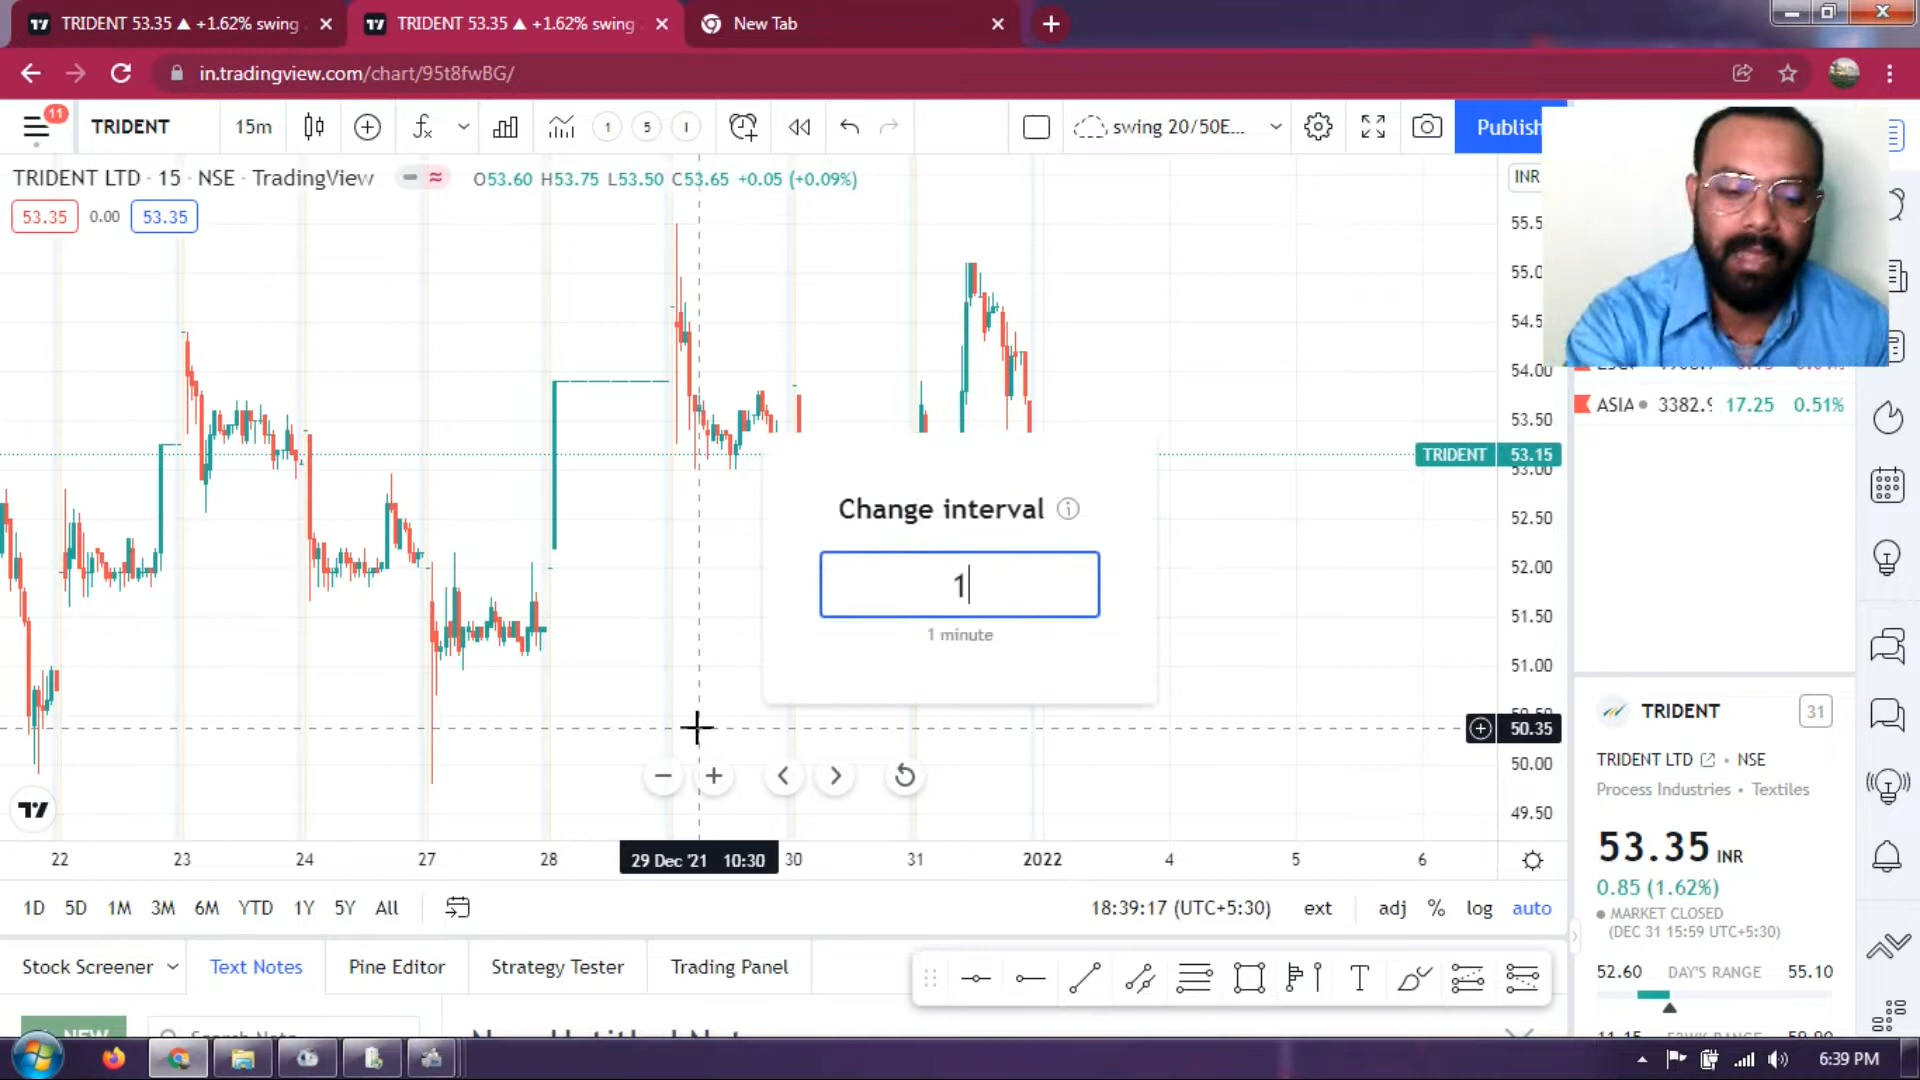 TRIDENT 53.35 ▲ +1.62% swing
TRIDENT 53.35 ▲ +1.62% swing
New Tab
in.tradingview.com/chart/95t8fwBG/
11
TRIDENT
15m
1
5
I
swing 20/50E...
Publish
TRIDENT LTD · 15 · NSE · TradingView
O53.60 H53.75 L53.50 C53.65 +0.05 (+0.09%)
INR
53.35 0.00 53.35
55.0
54.5
54.00
53.50
TRIDENT 53.15
53.00
52.50
52.00
51.50
51.00
50.35
50.00
49.50
ASIA 3382.9 17.25 0.51%
Change interval
1
1 minute
22 23 24 27 28 29 Dec '21 10:30 30 31 2022 4 5 6
1D 5D 1M 3M 6M YTD 1Y 5Y All
18:39:17 (UTC+5:30) ext adj % log auto
Stock Screener Text Notes Pine Editor Strategy Tester Trading Panel
T
NEW
Search Note
TRIDENT
31
TRIDENT LTD • NSE
Process Industries • Textiles
53.35 INR
0.85 (1.62%)
MARKET CLOSED
(DEC 31 15:59 UTC+5:30)
52.60 DAY'S RANGE 55.10
6:39 PM